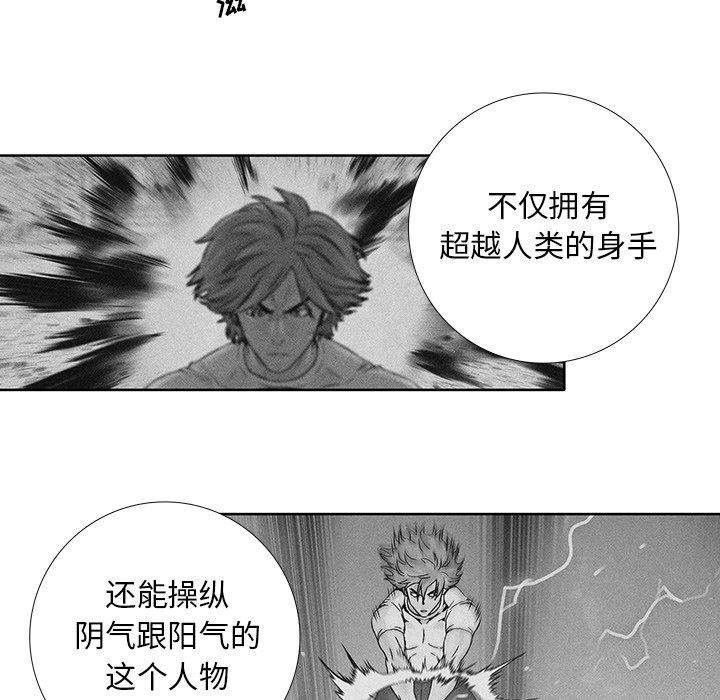 不仅拥有
超越人类的身手
还能操纵
阴气跟阳气的
这个人物